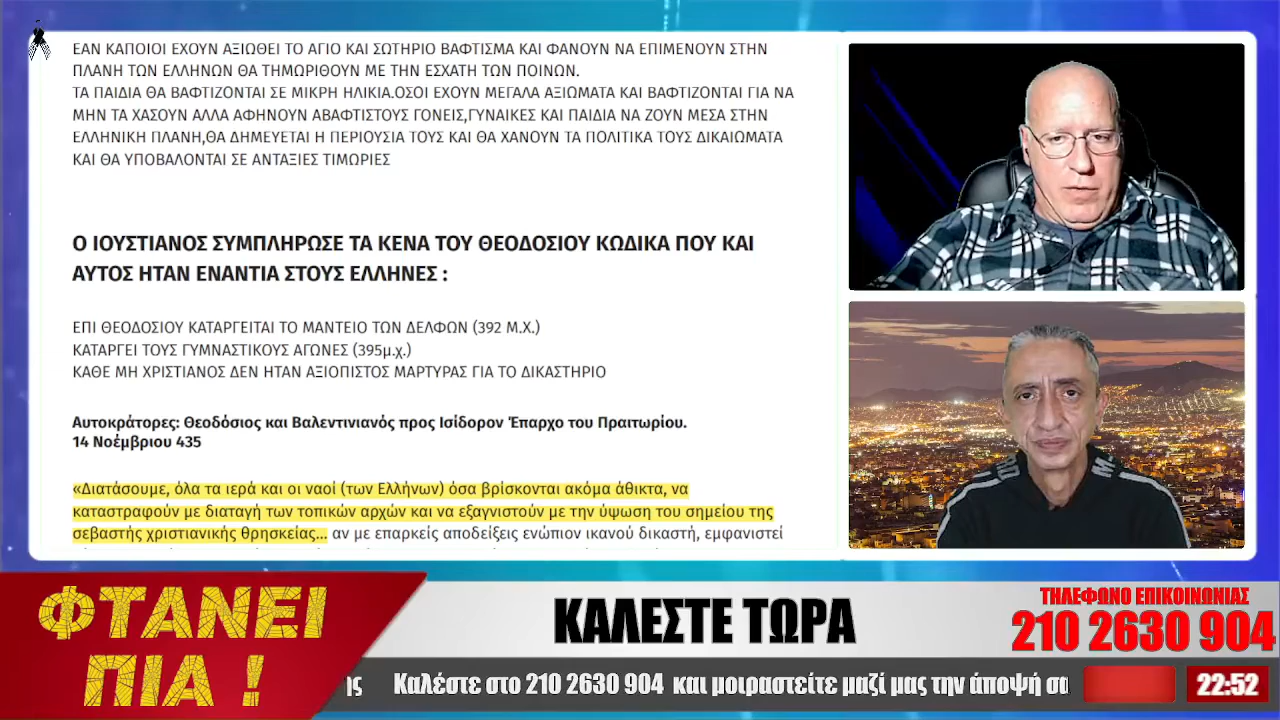 ΕΑΝ ΚΑΠΟΙΟΙ ΕΧΟΥΝ ΑΞΙΩΘΕΙ ΤΟ ΑΓΙΟ ΚΑΙ ΣΩΤΗΡΙΟ ΒΑΦΤΙΣΜΑ ΚΑΙ ΦΑΝΟΥΝ ΝΑ ΕΠΙΜΕΝΟΥΝ ΣΤΗΝ
ΠΛΑΝΗ ΤΩΝ ΕΛΛΗΝΩΝ ΘΑ ΤΗΜΩΡΙΘΟΥΝ ΜΕ ΤΗΝ ΕΣΧΑΤΗ ΤΩΝ ΠΟΙΝΩΝ.
ΤΑ ΠΑΙΔΙΑ ΘΑ ΒΑΦΤΙΖΟΝΤΑΙ ΣΕ ΜΙΚΡΗ ΗΛΙΚΙΑ.ΟΣΟΙ ΕΧΟΥΝ ΜΕΓΑΛΑ ΑΞΙΩΜΑΤΑ ΚΑΙ ΒΑΦΤΙΖΟΝΤΑΙ ΓΙΑ ΝΑ
ΜΗΝ ΤΑ ΧΑΣΟΥΝ ΑΛΛΑ ΑΦΗΝΟΥΝ ΑΒΑΦΤΙΣΤΟΥΣ ΓΟΝΕΙΣ,ΓΥΝΑΙΚΕΣ ΚΑΙ ΠΑΙΔΙΑ ΝΑ ΖΟΥΝ ΜΕΣΑ ΣΤΗΝ
ΕΛΛΗΝΙΚΗ ΠΛΑΝΗ,ΘΑ ΔΗΜΕΥΕΤΑΙ Η ΠΕΡΙΟΥΣΙΑ ΤΟΥΣ ΚΑΙ ΘΑ ΧΑΝΟΥΝ ΤΑ ΠΟΛΙΤΙΚΑ ΤΟΥΣ ΔΙΚΑΙΩΜΑΤΑ
ΚΑΙ ΘΑ ΥΠΟΒΑΛΟΝΤΑΙ ΣΕ ΑΝΤΑΞΙΕΣ ΤΙΜΩΡΙΕΣ
Ο ΙΟΥΣΤΙΑΝΟΣ ΣΥΜΠΛΗΡΩΣΕ ΤΑ ΚΕΝΑ ΤΟΥ ΘΕΟΔΟΣΙΟΥ ΚΩΔΙΚΑ ΠΟΥ ΚΑΙ
ΑΥΤΟΣ ΗΤΑΝ ΕΝΑΝΤΙΑ ΣΤΟΥΣ ΕΛΛΗΝΕΣ :
ΕΠΙ ΘΕΟΔΟΣΙΟΥ ΚΑΤΑΡΓΕΙΤΑΙ ΤΟ ΜΑΝΤΕΙΟ ΤΩΝ ΔΕΛΦΩΝ (392 Μ.Χ.)
ΚΑΤΑΡΓΕΙ ΤΟΥΣ ΓΥΜΝΑΣΤΙΚΟΥΣ ΑΓΩΝΕΣ (395μ.χ.)
ΚΑΘΕ ΜΗ ΧΡΙΣΤΙΑΝΟΣ ΔΕΝ ΗΤΑΝ ΑΞΙΟΠΙΣΤΟΣ ΜΑΡΤΥΡΑΣ ΓΙΑ ΤΟ ΔΙΚΑΣΤΗΡΙΟ
Αυτοκράτορες: Θεοδόσιος και Βαλεντινιανός προς Ισίδορον Έπαρχο του Πραιτωρίου.
14 Νοέμβριου 435
«Διατάσουμε, όλα τα ιερά και οι ναοί (των Ελλήνων) όσα βρίσκονται ακόμα άθικτα, να
καταστραφούν με διαταγή των τοπικών αρχών και να εξαγνιστούν με την ύψωση του σημείου της
σεβαστής χριστιανικής θρησκείας... αν με επαρκείς αποδείξεις ενώπιον ικανού δικαστή, εμφανιστεί
ΦΤΑΝΕΙ
ΠΙΑ !
ΚΑΛΕΣΤΕ ΤΩΡΑ
ΤΗΛΕΦΩΝΟ ΕΠΙΚΟΙΝΩΝΙΑΣ
210 2630 904
ης Καλέστε στο 210 2630 904 και μοιραστείτε μαζί μας την άποψή σα
22:52